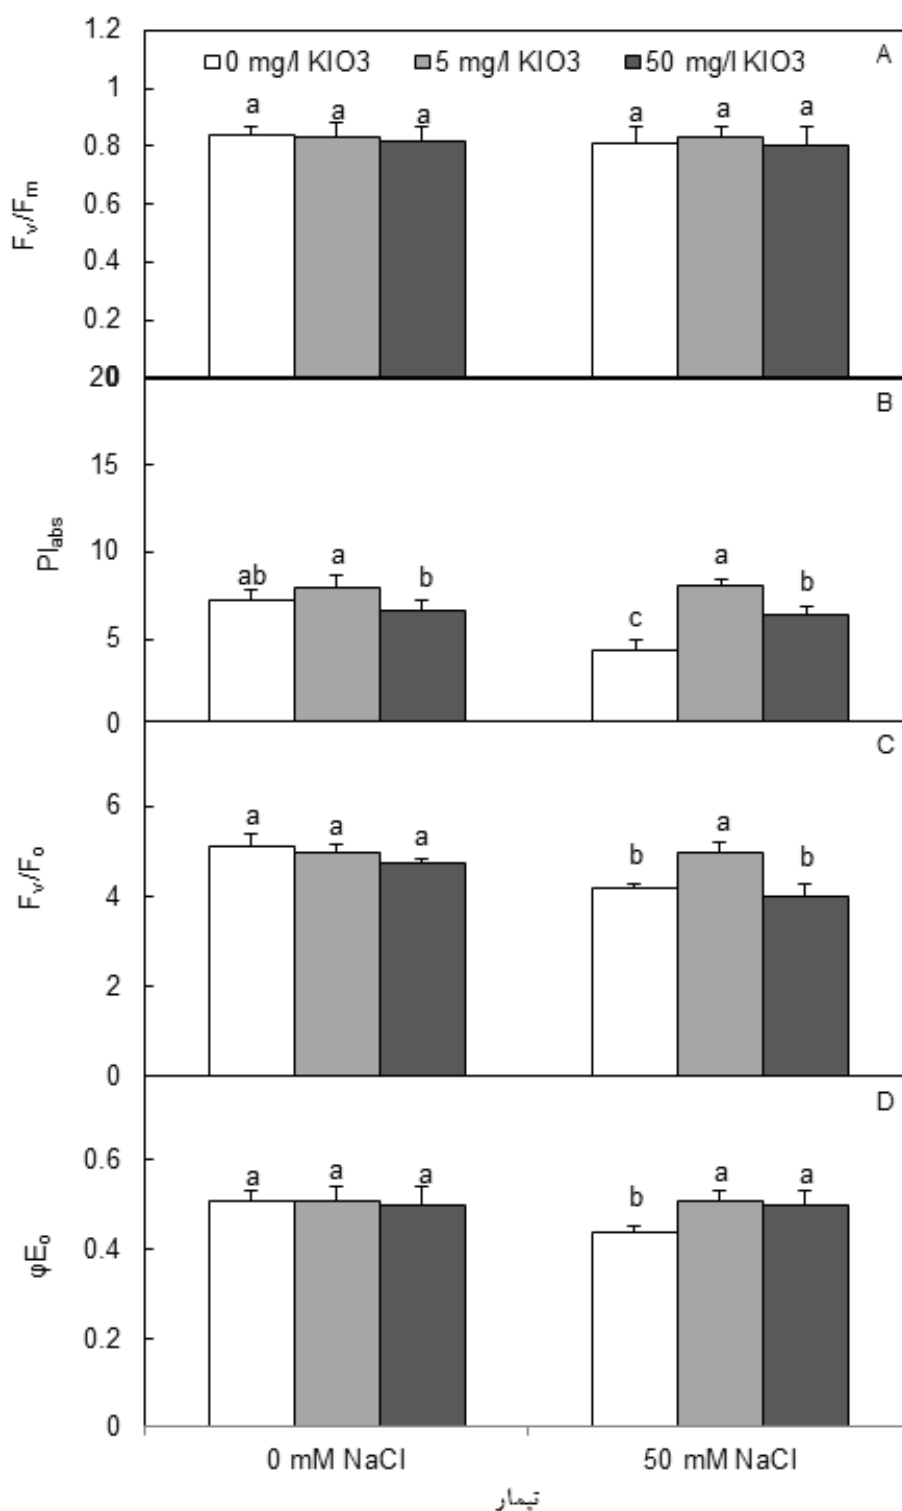 1.2
0 mg/l KIO3 5 mg/l KIO3 50 mg/l KIO3 A
1
a a a a a a
0.8
Fv/Fm
0.6
0.4
0.2
0
20
B
15
PIabs
10
ab a b c a b
5
0
C
6
a a a b a b
Fv/Fo
4
2
0
D
0.6
a a a b a a
φEo
0.4
0.2
0
0 mM NaCl 50 mM NaCl
تیمار